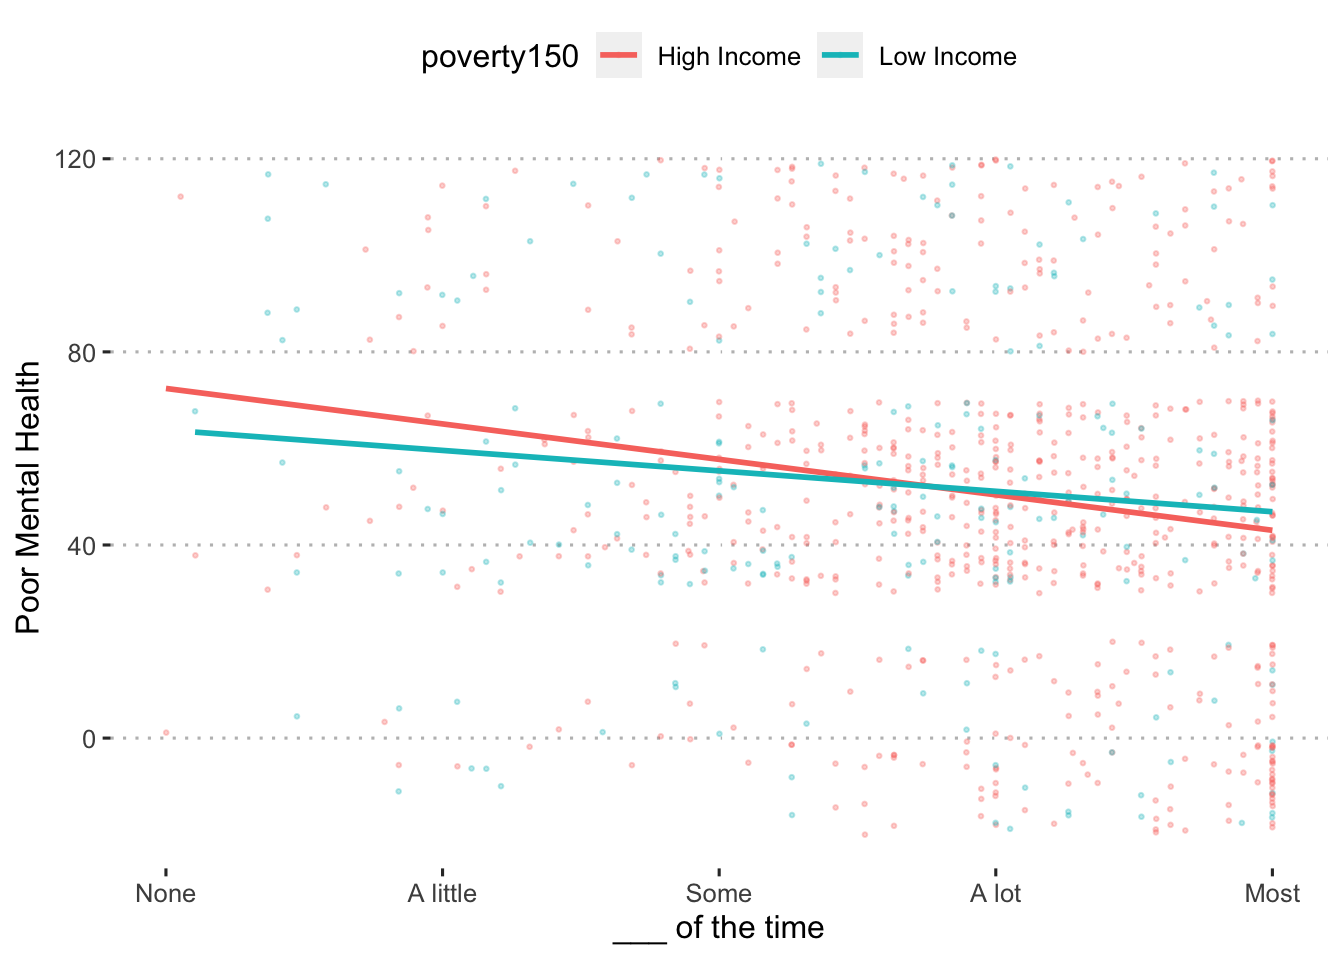 poverty150 High Income Low Income
120
80
40
0
Poor Mental Health
None A little Some A lot Most
___ of the time